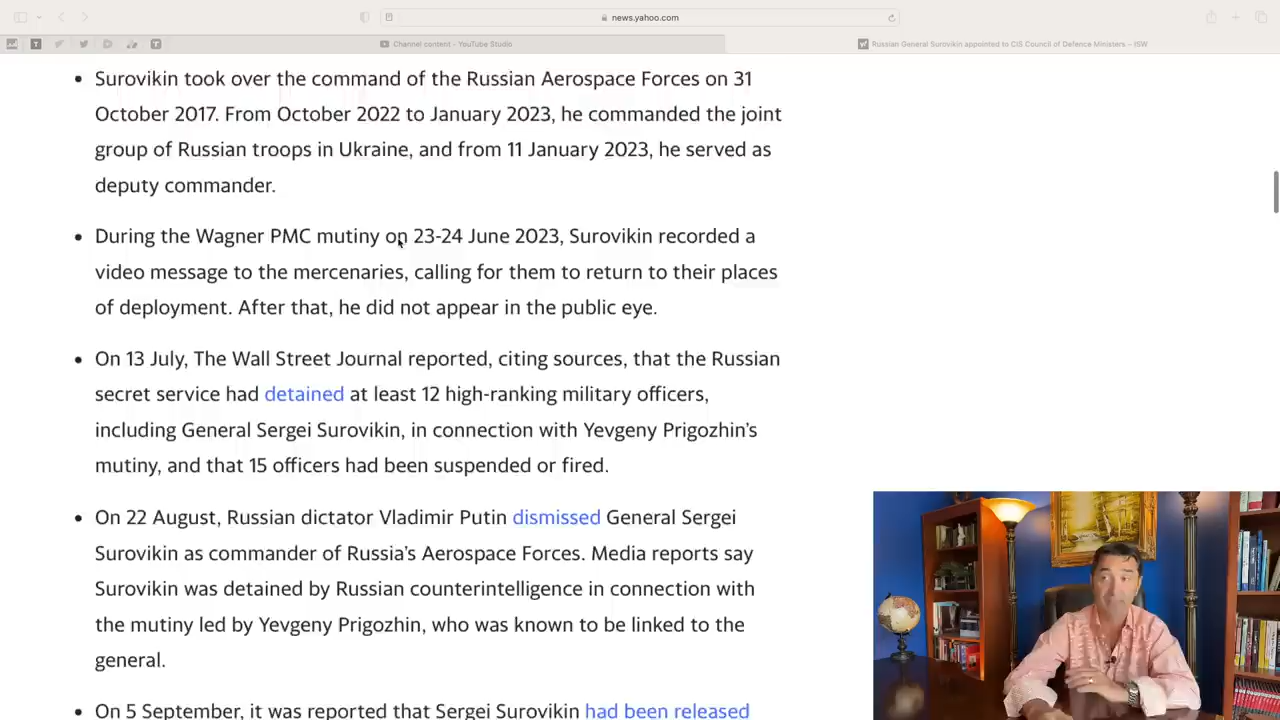 news.yahoo.com
Channel content - YouTube Studio
Russian General Surovikin appointed to CIS Council of Defence Ministers – ISW
• Surovikin took over the command of the Russian Aerospace Forces on 31
October 2017. From October 2022 to January 2023, he commanded the joint
group of Russian troops in Ukraine, and from 11 January 2023, he served as
deputy commander.
• During the Wagner PMC mutiny on 23-24 June 2023, Surovikin recorded a
video message to the mercenaries, calling for them to return to their places
of deployment. After that, he did not appear in the public eye.
• On 13 July, The Wall Street Journal reported, citing sources, that the Russian
secret service had detained at least 12 high-ranking military officers,
including General Sergei Surovikin, in connection with Yevgeny Prigozhin’s
mutiny, and that 15 officers had been suspended or fired.
• On 22 August, Russian dictator Vladimir Putin dismissed General Sergei
Surovikin as commander of Russia’s Aerospace Forces. Media reports say
Surovikin was detained by Russian counterintelligence in connection with
the mutiny led by Yevgeny Prigozhin, who was known to be linked to the
general.
• On 5 September, it was reported that Sergei Surovikin had been released